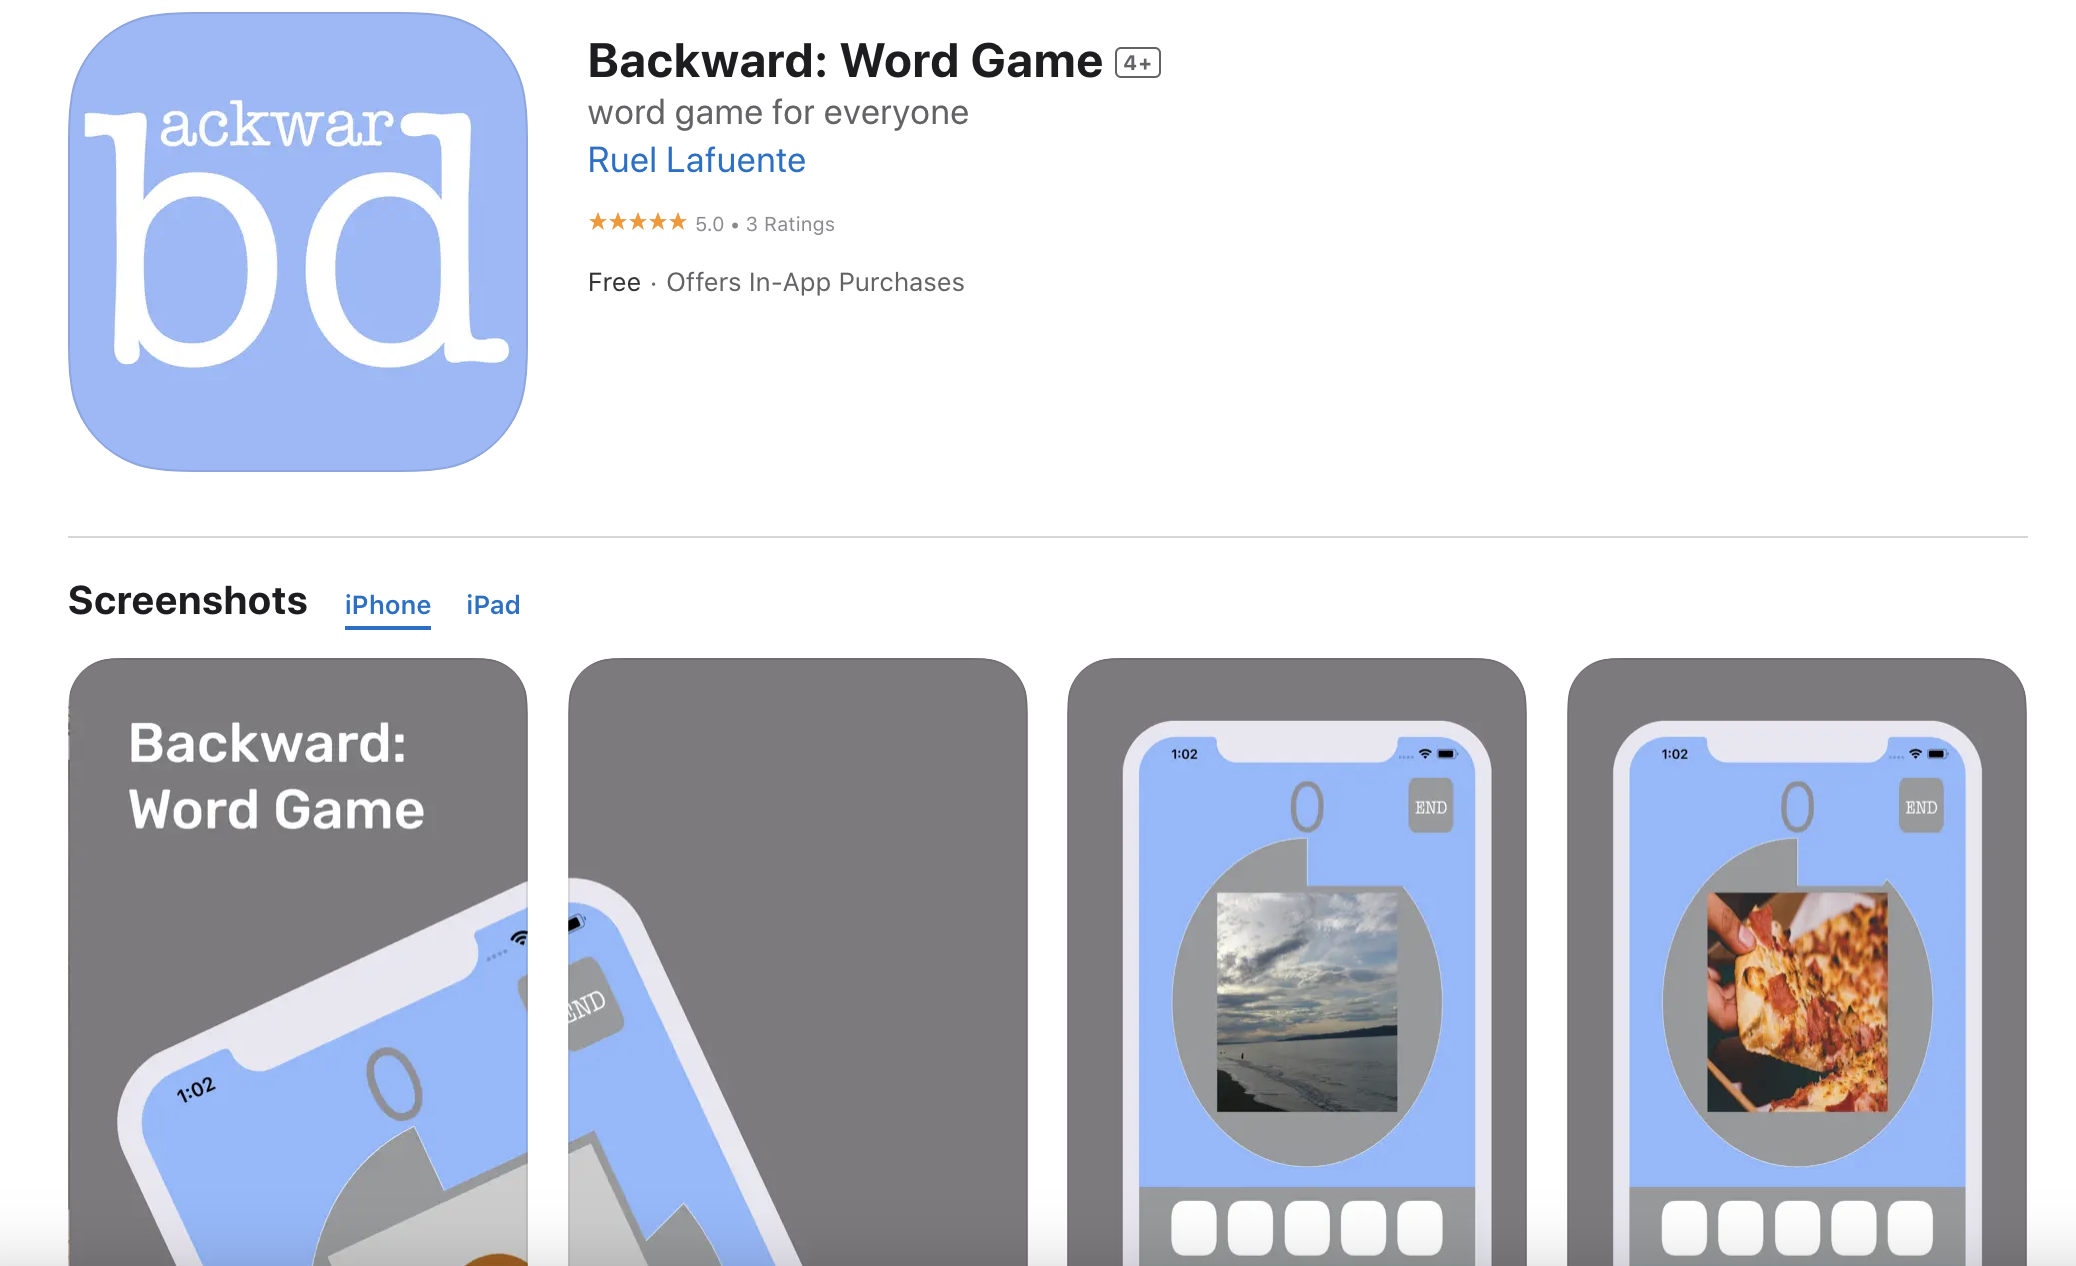 ackwar
bd
Backward: Word Game 4+
word game for everyone
Ruel Lafuente
★★★★★ 5.0 • 3 Ratings
Free · Offers In-App Purchases
Screenshots iPhone iPad
Backward:
Word Game
1:02
0
END
1:02
0
END
1:02
0
END